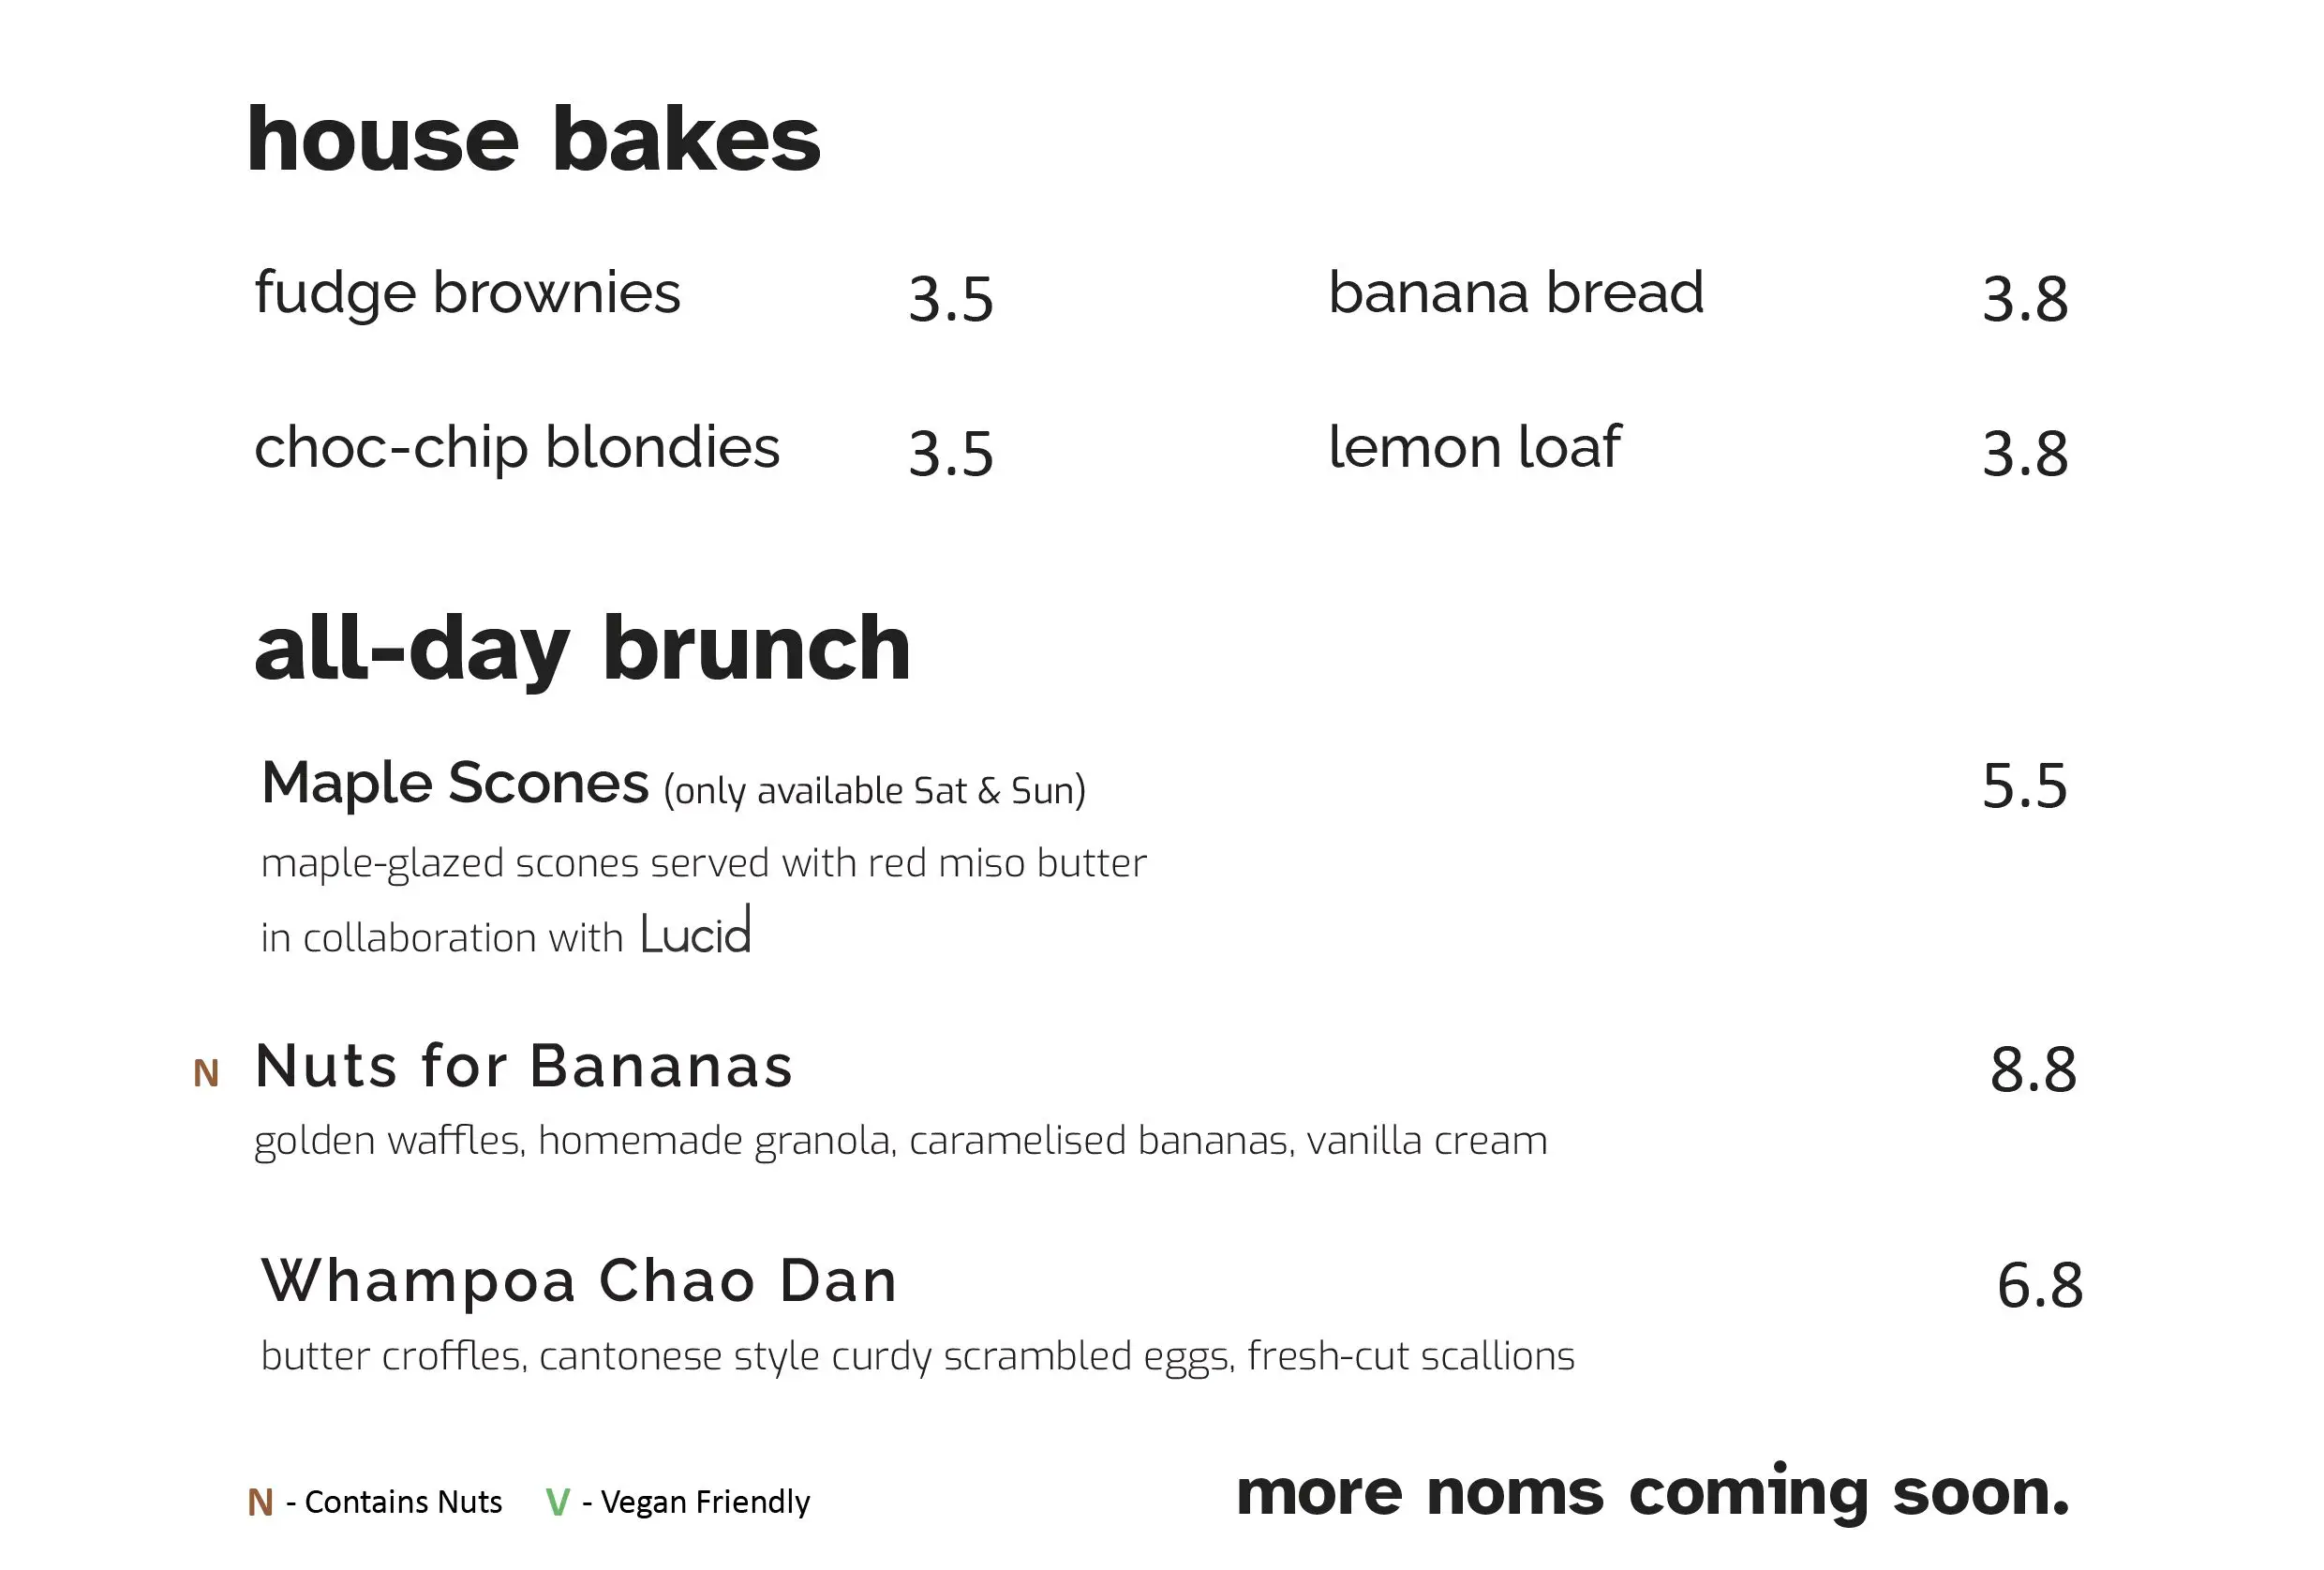 house bakes
fudge brownies 3.5 banana bread 3.8
choc-chip blondies 3.5 lemon loaf 3.8
all-day brunch
Maple Scones (only available Sat & Sun) 5.5
maple-glazed scones served with red miso butter
in collaboration with Lucid
N Nuts for Bananas 8.8
golden waffles, homemade granola, caramelised bananas, vanilla cream
Whampoa Chao Dan 6.8
butter croffles, cantonese style curdy scrambled eggs, fresh-cut scallions
N - Contains Nuts V - Vegan Friendly
more noms coming soon.